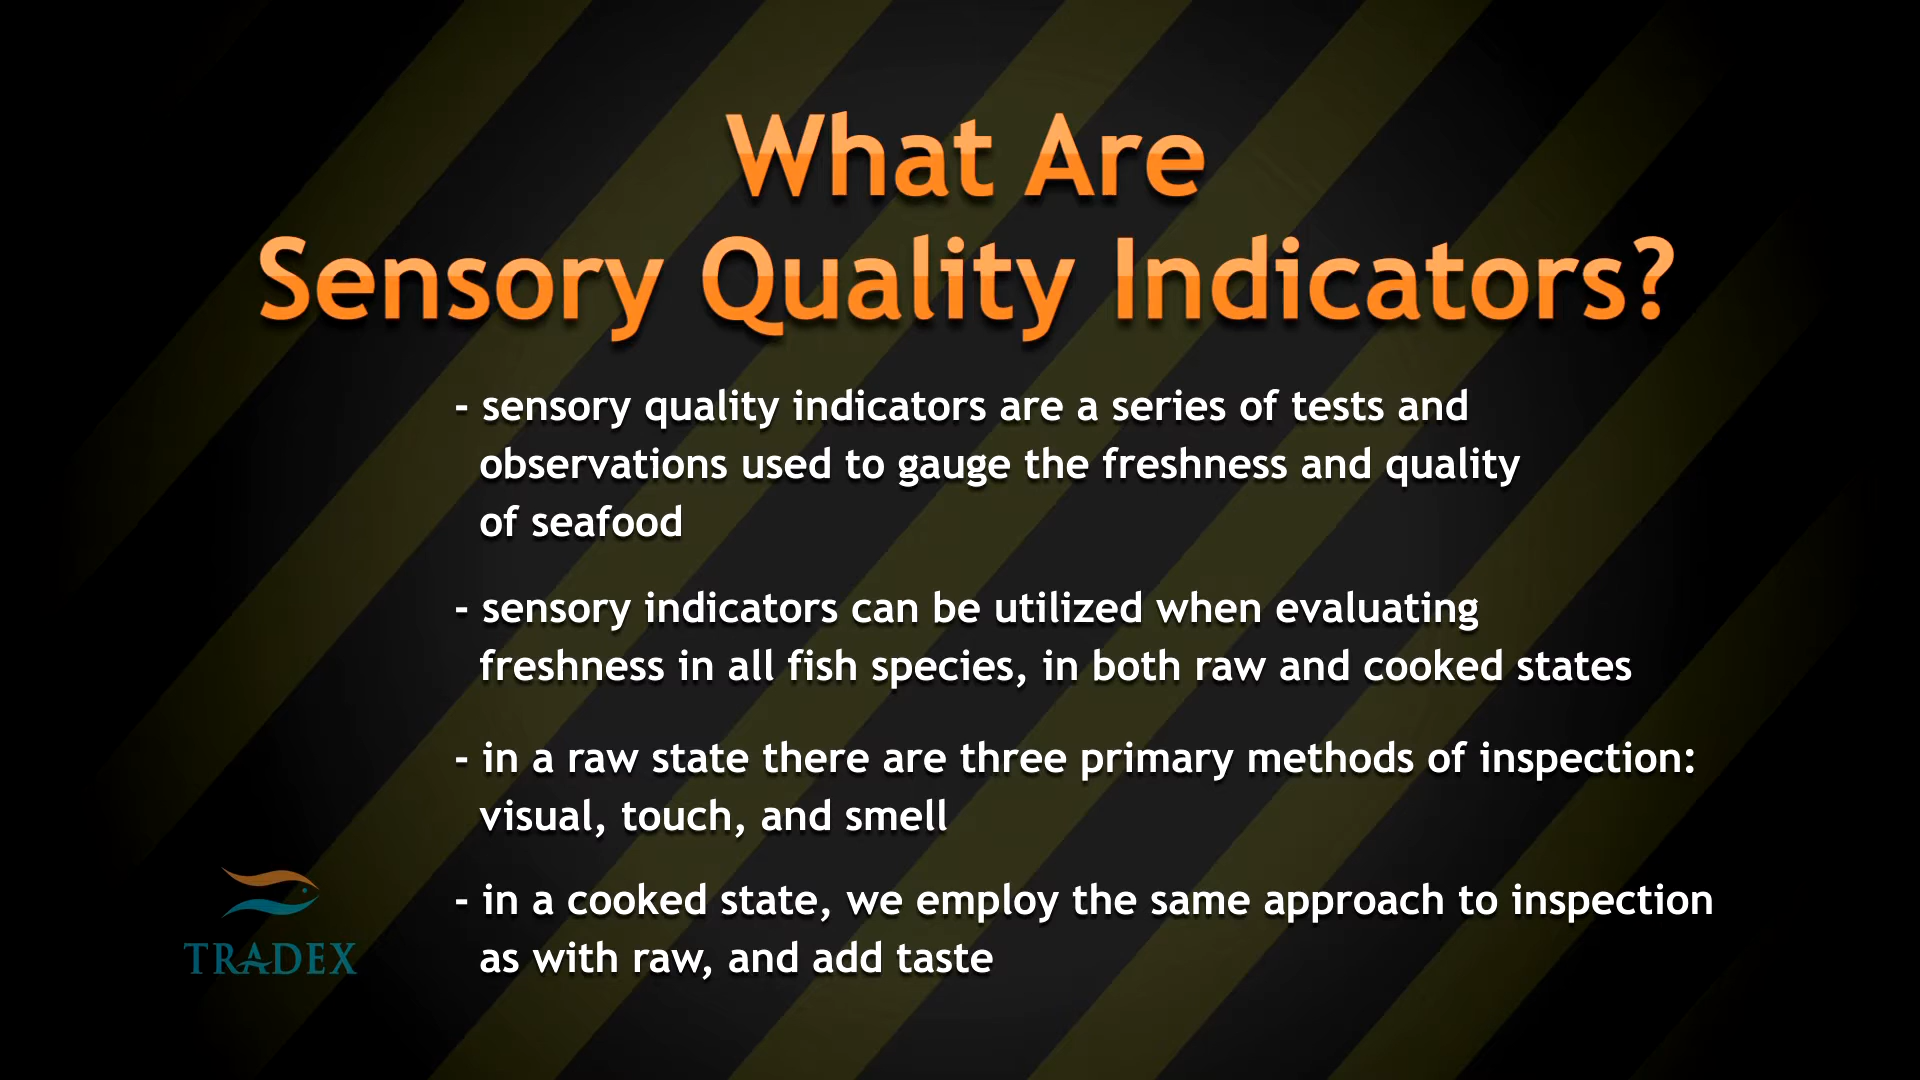 What Are
Sensory Quality Indicators?
- sensory quality indicators are a series of tests and
observations used to gauge the freshness and quality
of seafood
- sensory indicators can be utilized when evaluating
freshness in all fish species, in both raw and cooked states
- in a raw state there are three primary methods of inspection:
visual, touch, and smell
- in a cooked state, we employ the same approach to inspection
as with raw, and add taste
TRADEX